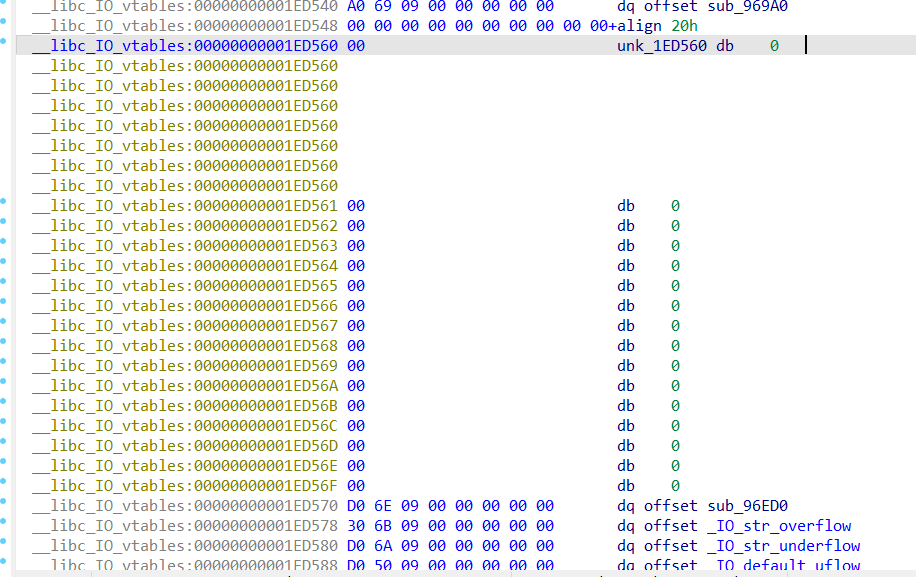 __libc_IO_vtables:00000000001ED540 A0 69 09 00 00 00 00 00 dq offset sub_969A0
__libc_IO_vtables:00000000001ED548 00 00 00 00 00 00 00 00 00 00+align 20h
__libc_IO_vtables:00000000001ED560 00 unk_1ED560 db 0
__libc_IO_vtables:00000000001ED560
__libc_IO_vtables:00000000001ED560
__libc_IO_vtables:00000000001ED560
__libc_IO_vtables:00000000001ED560
__libc_IO_vtables:00000000001ED560
__libc_IO_vtables:00000000001ED560
__libc_IO_vtables:00000000001ED560
__libc_IO_vtables:00000000001ED561 00 db 0
__libc_IO_vtables:00000000001ED562 00 db 0
__libc_IO_vtables:00000000001ED563 00 db 0
__libc_IO_vtables:00000000001ED564 00 db 0
__libc_IO_vtables:00000000001ED565 00 db 0
__libc_IO_vtables:00000000001ED566 00 db 0
__libc_IO_vtables:00000000001ED567 00 db 0
__libc_IO_vtables:00000000001ED568 00 db 0
__libc_IO_vtables:00000000001ED569 00 db 0
__libc_IO_vtables:00000000001ED56A 00 db 0
__libc_IO_vtables:00000000001ED56B 00 db 0
__libc_IO_vtables:00000000001ED56C 00 db 0
__libc_IO_vtables:00000000001ED56D 00 db 0
__libc_IO_vtables:00000000001ED56E 00 db 0
__libc_IO_vtables:00000000001ED56F 00 db 0
__libc_IO_vtables:00000000001ED570 D0 6E 09 00 00 00 00 00 dq offset sub_96ED0
__libc_IO_vtables:00000000001ED578 30 6B 09 00 00 00 00 00 dq offset _IO_str_overflow
__libc_IO_vtables:00000000001ED580 D0 6A 09 00 00 00 00 00 dq offset _IO_str_underflow
__libc_IO_vtables:00000000001ED588 D0 50 09 00 00 00 00 00 dq offset _IO_default_uflow